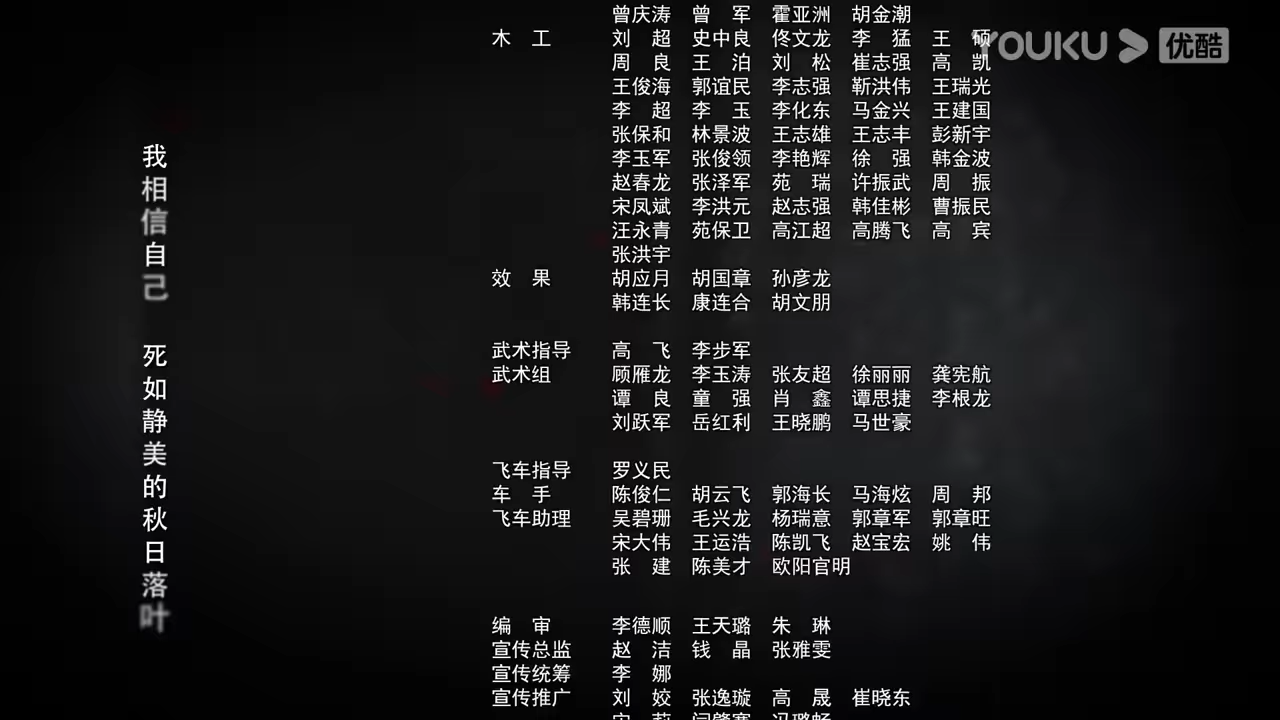 YOUKU 优酷
我相信自己 死如静美的秋日落叶
曾庆涛 曾 军 霍亚洲 胡金潮
木 工 刘 超 史中良 佟文龙 李 猛 王 硕
周 良 王 泊 刘 松 崔志强 高 凯
王俊海 郭谊民 李志强 靳洪伟 王瑞光
李 超 李 玉 李化东 马金兴 王建国
张保和 林景波 王志雄 王志丰 彭新宇
李玉军 张俊领 李艳辉 徐 强 韩金波
赵春龙 张泽军 苑 瑞 许振武 周 振
宋凤斌 李洪元 赵志强 韩佳彬 曹振民
汪永青 苑保卫 高江超 高腾飞 高 宾
张洪宇
效 果 胡应月 胡国章 孙彦龙
韩连长 康连合 胡文朋
武术指导 高 飞 李步军
武术组 顾雁龙 李玉涛 张友超 徐丽丽 龚宪航
谭 良 童 强 肖 鑫 谭思捷 李根龙
刘跃军 岳红利 王晓鹏 马世豪
飞车指导 罗义民
车 手 陈俊仁 胡云飞 郭海长 马海炫 周 邦
飞车助理 吴碧珊 毛兴龙 杨瑞意 郭章军 郭章旺
宋大伟 王运浩 陈凯飞 赵宝宏 姚 伟
张 建 陈美才 欧阳官明
编 审 李德顺 王天璐 朱 琳
宣传总监 赵 洁 钱 晶 张雅雯
宣传统筹 李 娜
宣传推广 刘 姣 张逸璇 高 晟 崔晓东